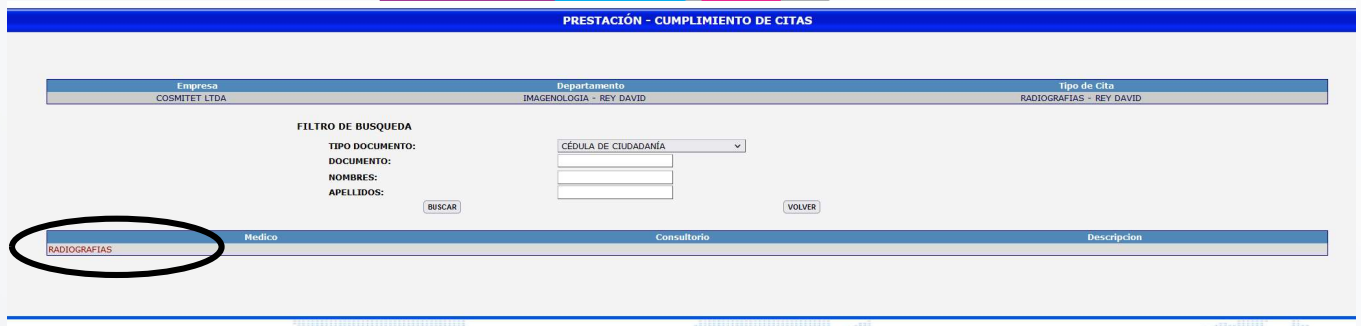 PRESTACIÓN - CUMPLIMIENTO DE CITAS
Empresa Departamento Tipo de Cita
COSMITET LTDA IMAGENOLOGIA - REY DAVID RADIOGRAFIAS - REY DAVID
FILTRO DE BUSQUEDA
TIPO DOCUMENTO: CÉDULA DE CIUDADANÍA
DOCUMENTO:
NOMBRES:
APELLIDOS:
BUSCAR VOLVER
Medico Consultorio Descripcion
RADIOGRAFIAS